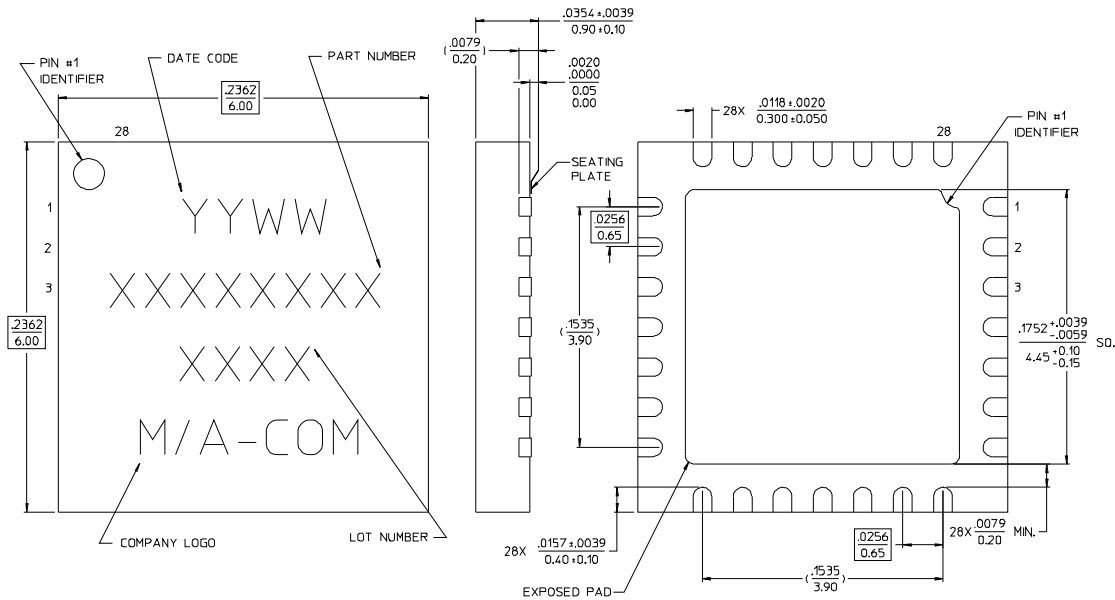 PIN #1
IDENTIFIER
DATE CODE
PART NUMBER
.2362
6.00
28
.2362
6.00
1
2
3
YYWW
XXXXXXXX
XXXX
M/A-COM
COMPANY LOGO
LOT NUMBER
.0354 ±.0039
0.90 ±0.10
(.0079
0.20)
.0020
.0000
0.05
0.00
SEATING
PLATE
28X .0118 ±.0020
0.300 ±0.050
28
PIN #1
IDENTIFIER
.0256
0.65
(.1535)
3.90
1
2
3
.1752 +.0039
-.0059
4.45 +0.10
-0.15
SQ.
28X .0157 ±.0039
0.40 ±0.10
EXPOSED PAD
.0256
0.65
28X .0079 MIN.
0.20
(.1535)
3.90